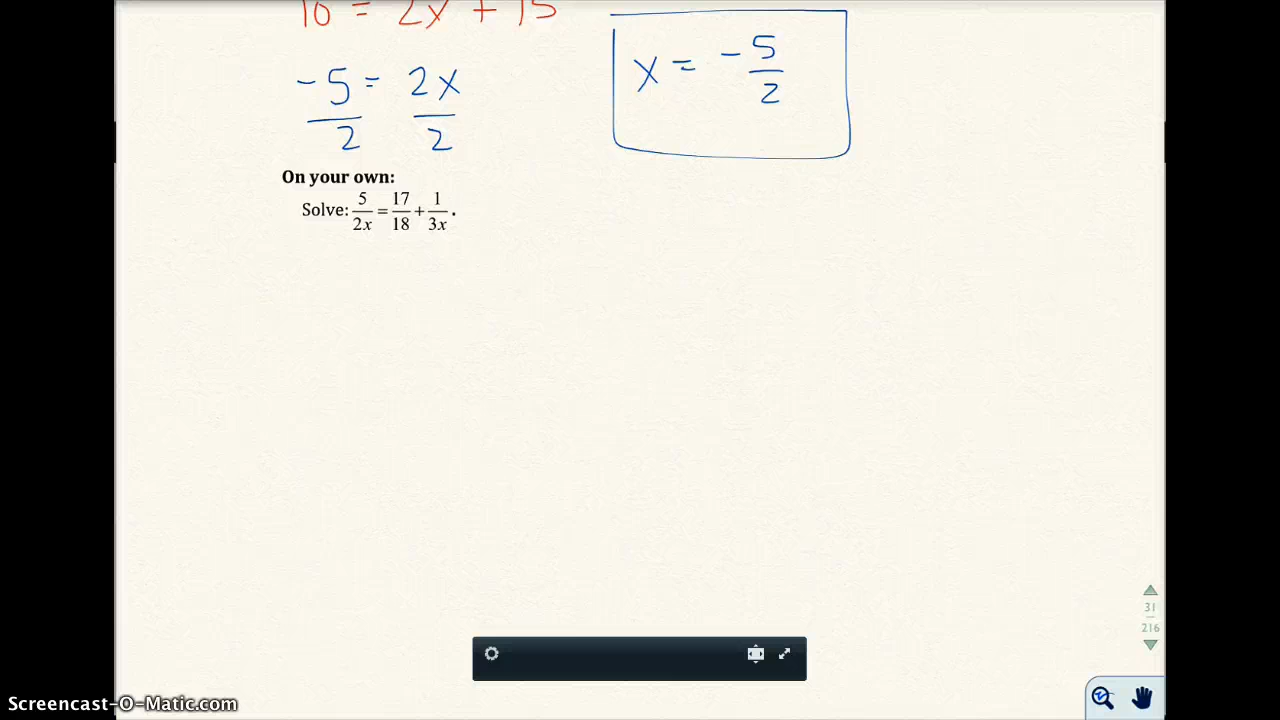 10 = 2x + 15
-5/2 = 2x/2
x = -5/2
On your own:
Solve: 5/2x = 17/18 + 1/3x .
31
216
Screencast-O-Matic.com